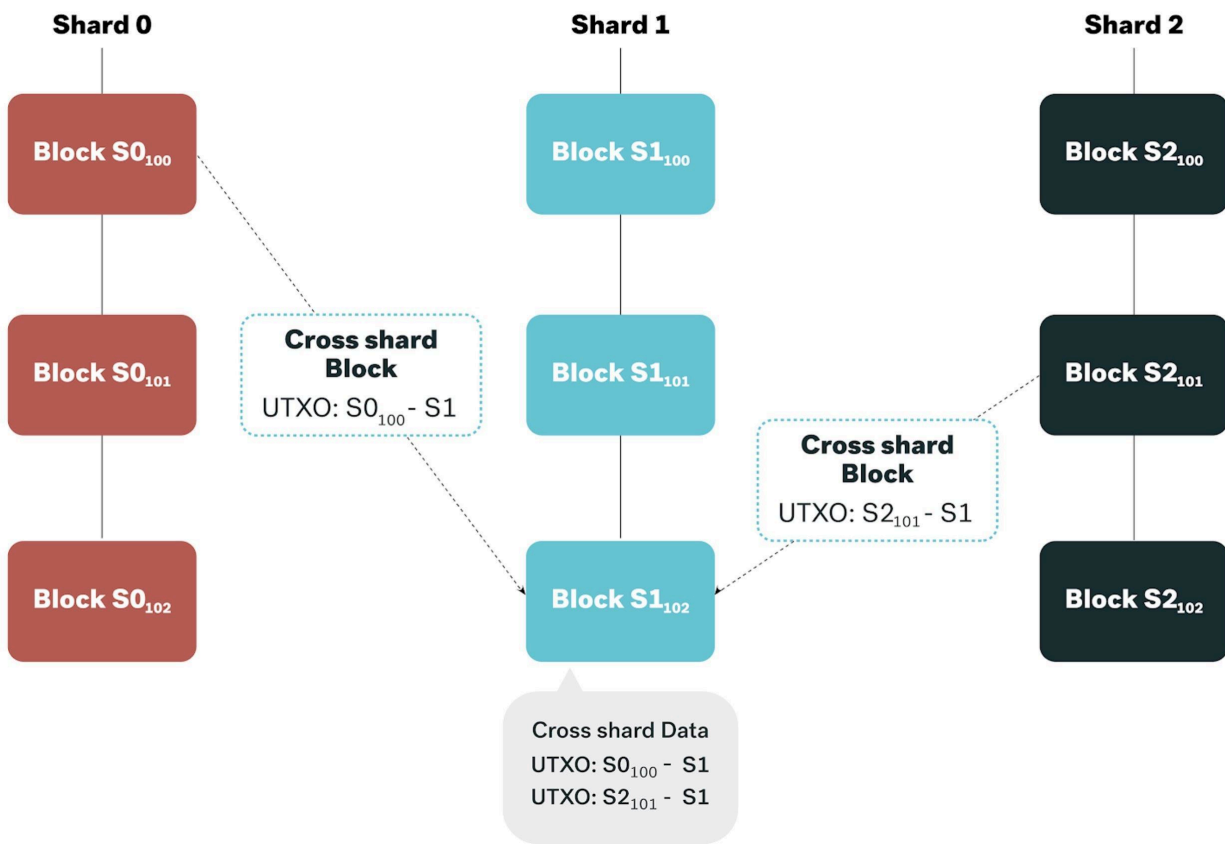 Shard 0
Shard 1
Shard 2
Block S0₁₀₀
Block S1₁₀₀
Block S2₁₀₀
Cross shard
Block
UTXO: S0₁₀₀ - S1
Block S0₁₀₁
Block S1₁₀₁
Block S2₁₀₁
Cross shard
Block
UTXO: S2₁₀₁ - S1
Block S0₁₀₂
Block S1₁₀₂
Block S2₁₀₂
Cross shard Data
UTXO: S0₁₀₀ - S1
UTXO: S2₁₀₁ - S1